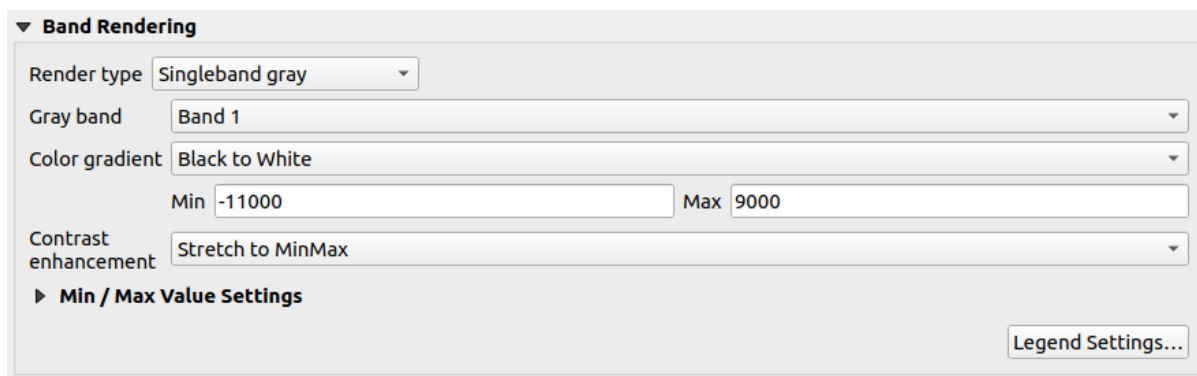 Band Rendering
Render type Singleband gray
Gray band Band 1
Color gradient Black to White
Min -11000 Max 9000
Contrast
enhancement Stretch to MinMax
Min / Max Value Settings
Legend Settings...